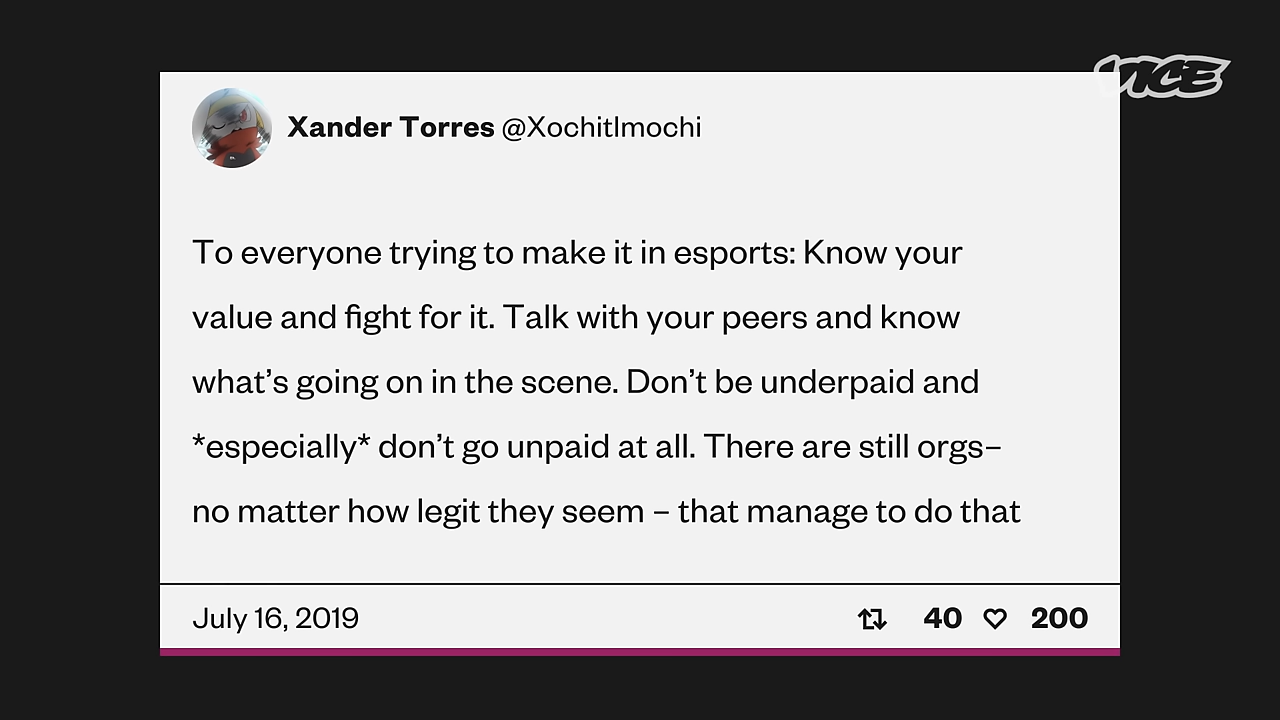 VICE
Xander Torres @XochitImochi
To everyone trying to make it in esports: Know your
value and fight for it. Talk with your peers and know
what’s going on in the scene. Don’t be underpaid and
*especially* don’t go unpaid at all. There are still orgs–
no matter how legit they seem – that manage to do that
July 16, 2019
40 200